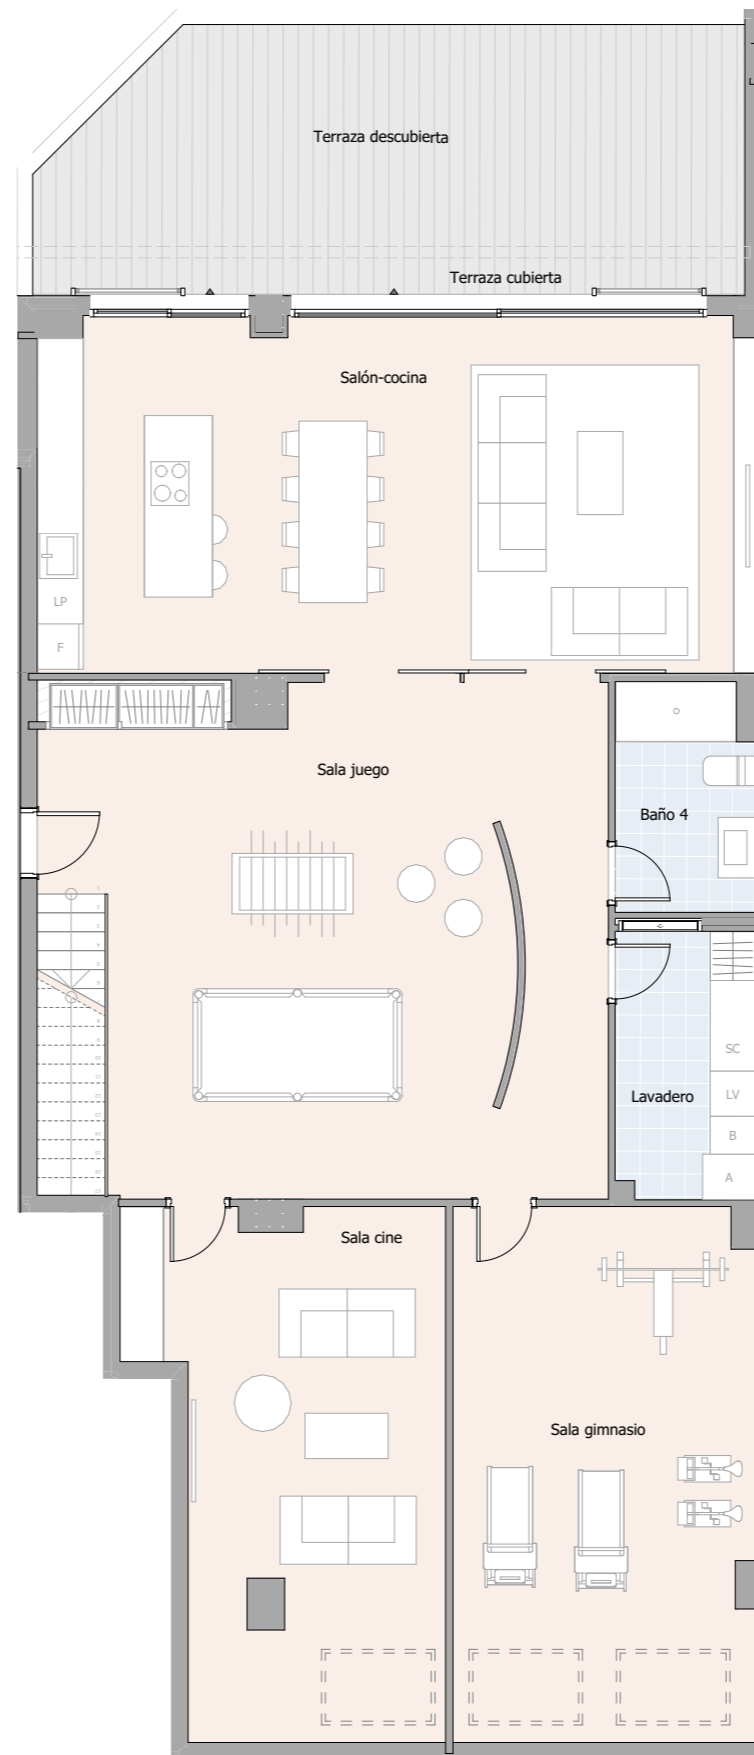 Terraza descubierta
Terraza cubierta
Salón-cocina
LP
F
Sala juego
Baño 4
SC
Lavadero
LV
B
A
Sala cine
Sala gimnasio